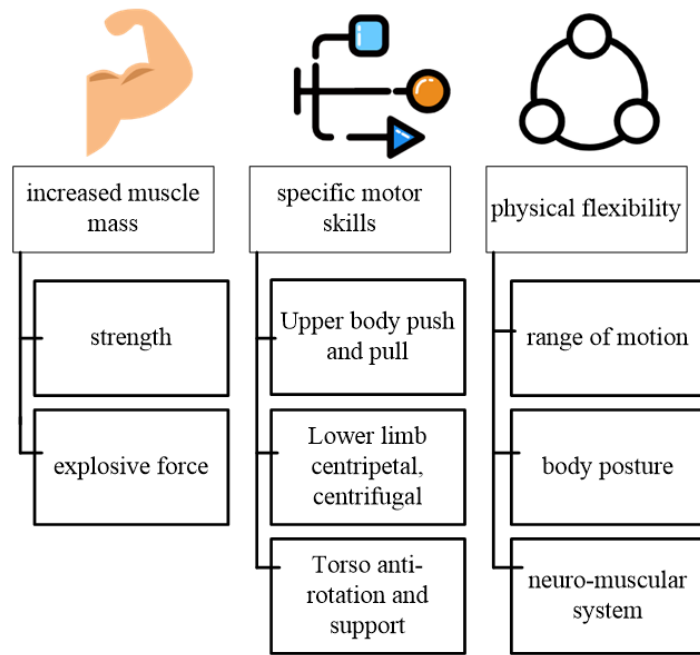 increased muscle
mass
strength
explosive force
specific motor
skills
Upper body push
and pull
Lower limb
centripetal,
centrifugal
Torso anti-
rotation and
support
physical flexibility
range of motion
body posture
neuro-muscular
system